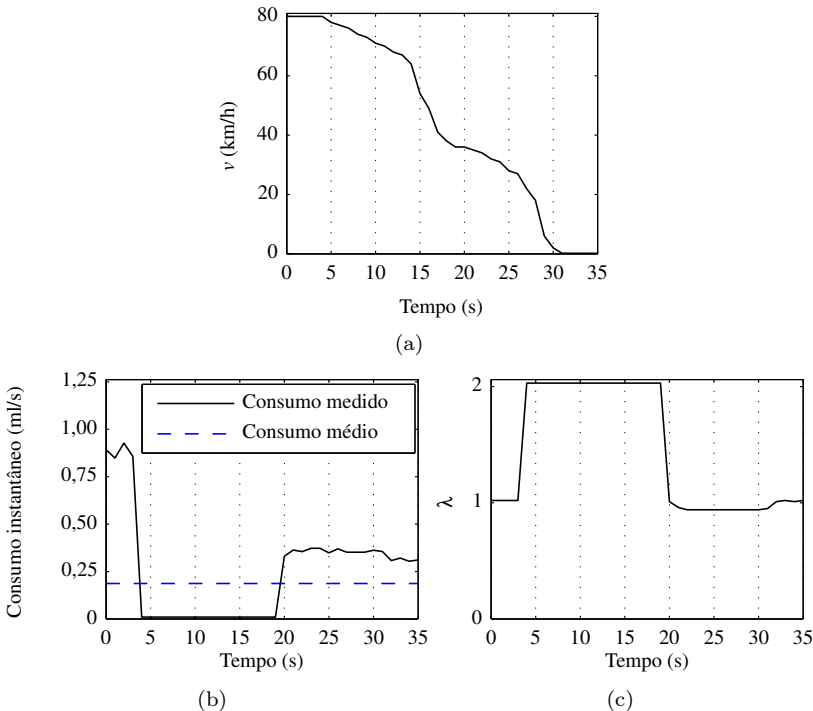 80
60
40
20
0
v (km/h)
0 5 10 15 20 25 30 35
Tempo (s)
(a)
1,25
1,00
0,75
0,50
0,25
0
Consumo instantâneo (ml/s)
Consumo medido
Consumo médio
0 5 10 15 20 25 30 35
Tempo (s)
(b)
2
1
0
λ
0 5 10 15 20 25 30 35
Tempo (s)
(c)